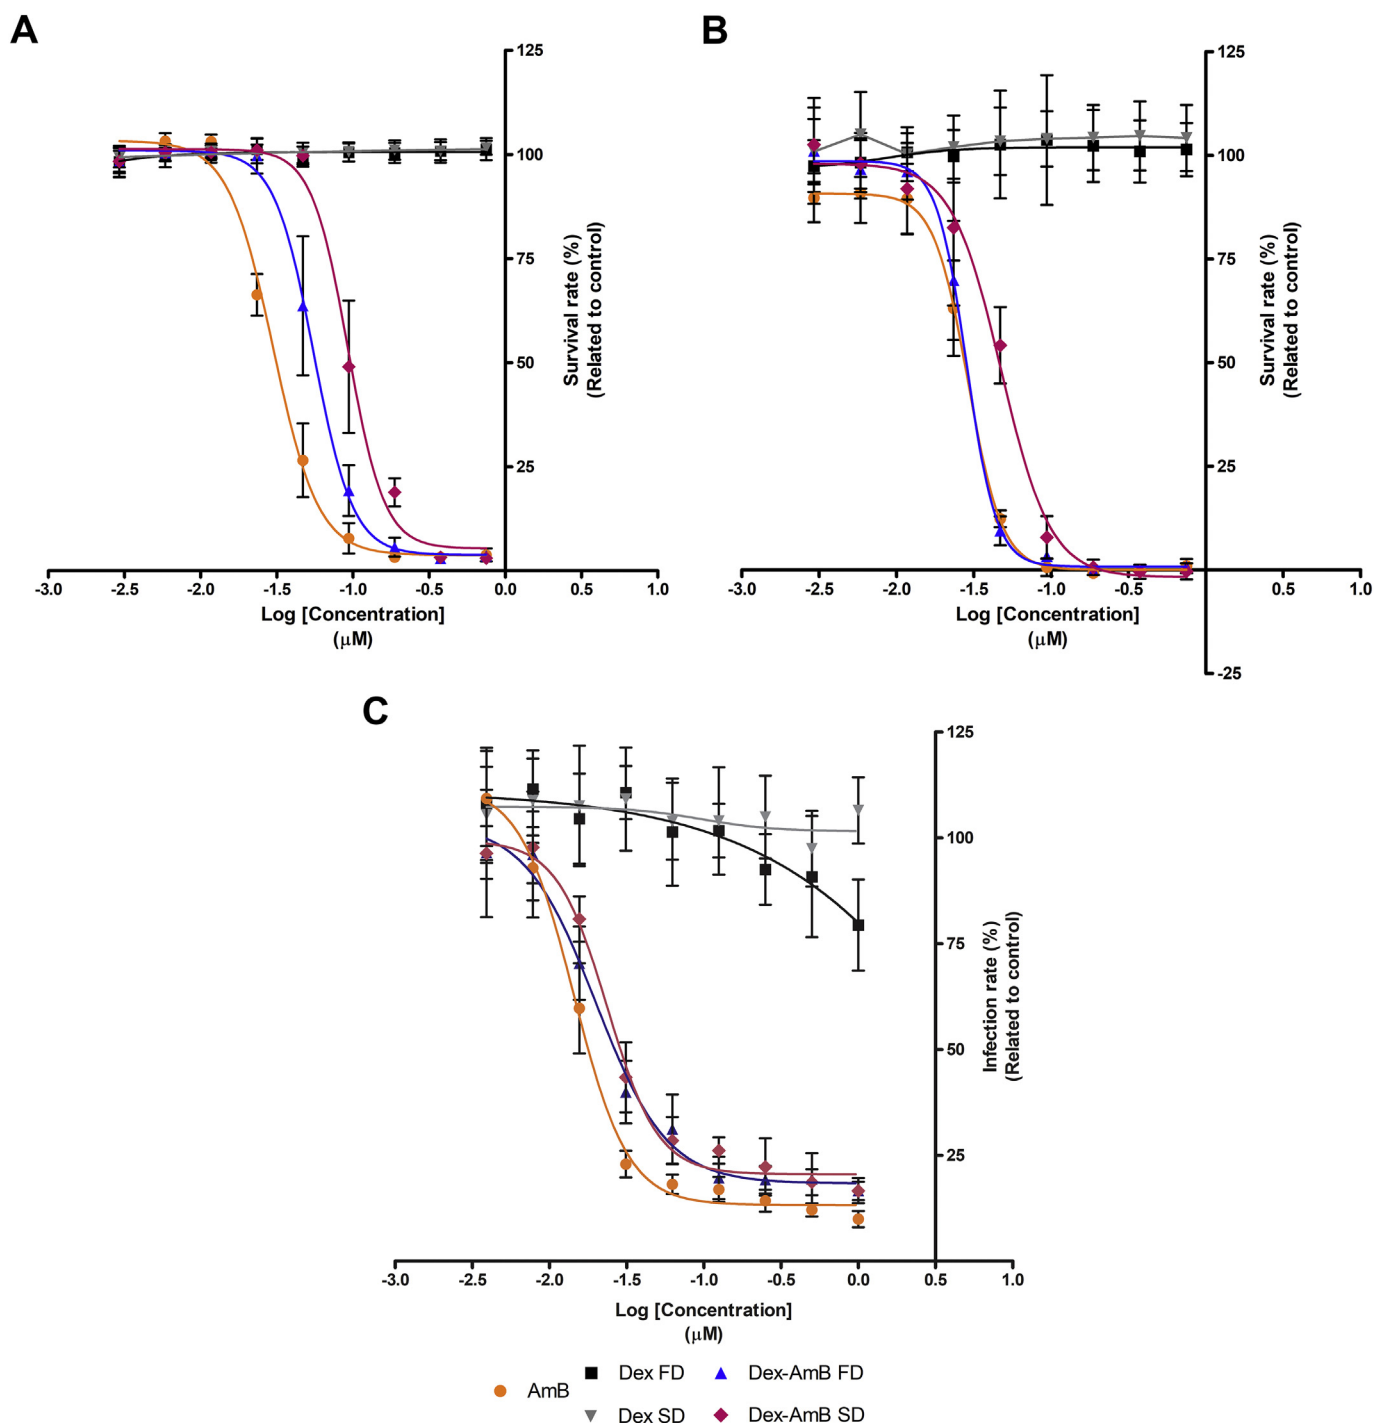 A
125
100
75
50
25
Survival rate (%)
(Related to control)
-3.0 -2.5 -2.0 -1.5 -1.0 -0.5 0.0 0.5 1.0
Log [Concentration]
(μM)
B
125
100
75
50
25
-25
Survival rate (%)
(Related to control)
-3.0 -2.5 -2.0 -1.5 -1.0 -0.5 0.5 1.0
Log [Concentration]
(μM)
C
125
100
75
50
25
Infection rate (%)
(Related to control)
-3.0 -2.5 -2.0 -1.5 -1.0 -0.5 0.0 0.5 1.0
Log [Concentration]
(μM)
AmB
Dex FD
Dex-AmB FD
Dex SD
Dex-AmB SD